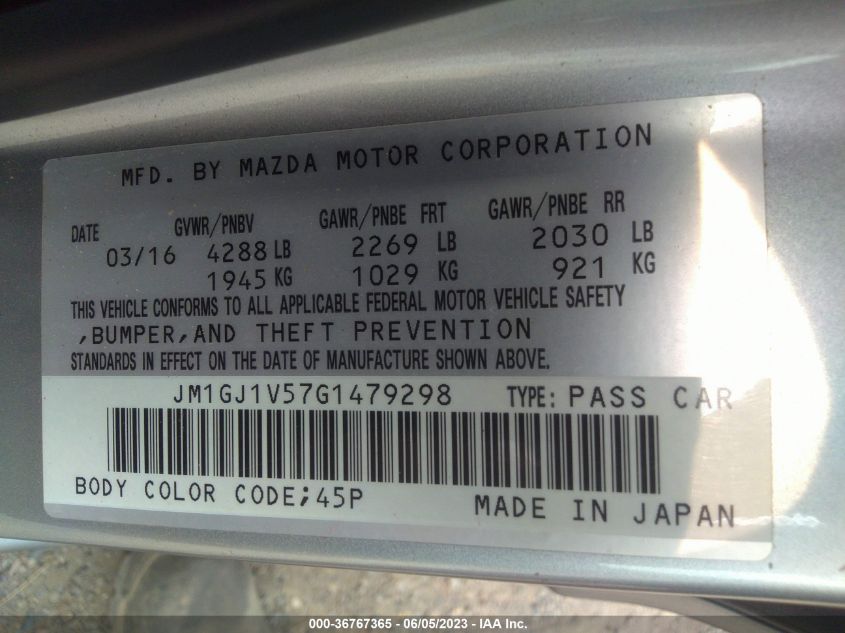 MFD. BY MAZDA MOTOR CORPORATION
DATE GVWR/PNBV GAWR/PNBE FRT GAWR/PNBE RR
03/16 4288 LB 2269 LB 2030 LB
1945 KG 1029 KG 921 KG
THIS VEHICLE CONFORMS TO ALL APPLICABLE FEDERAL MOTOR VEHICLE SAFETY
,BUMPER,AND THEFT PREVENTION
STANDARDS IN EFFECT ON THE DATE OF MANUFACTURE SHOWN ABOVE.
JM1GJ1V57G1479298 TYPE: PASS CAR
BODY COLOR CODE;45P MADE IN JAPAN
000-36767365 - 06/05/2023 - IAA Inc.